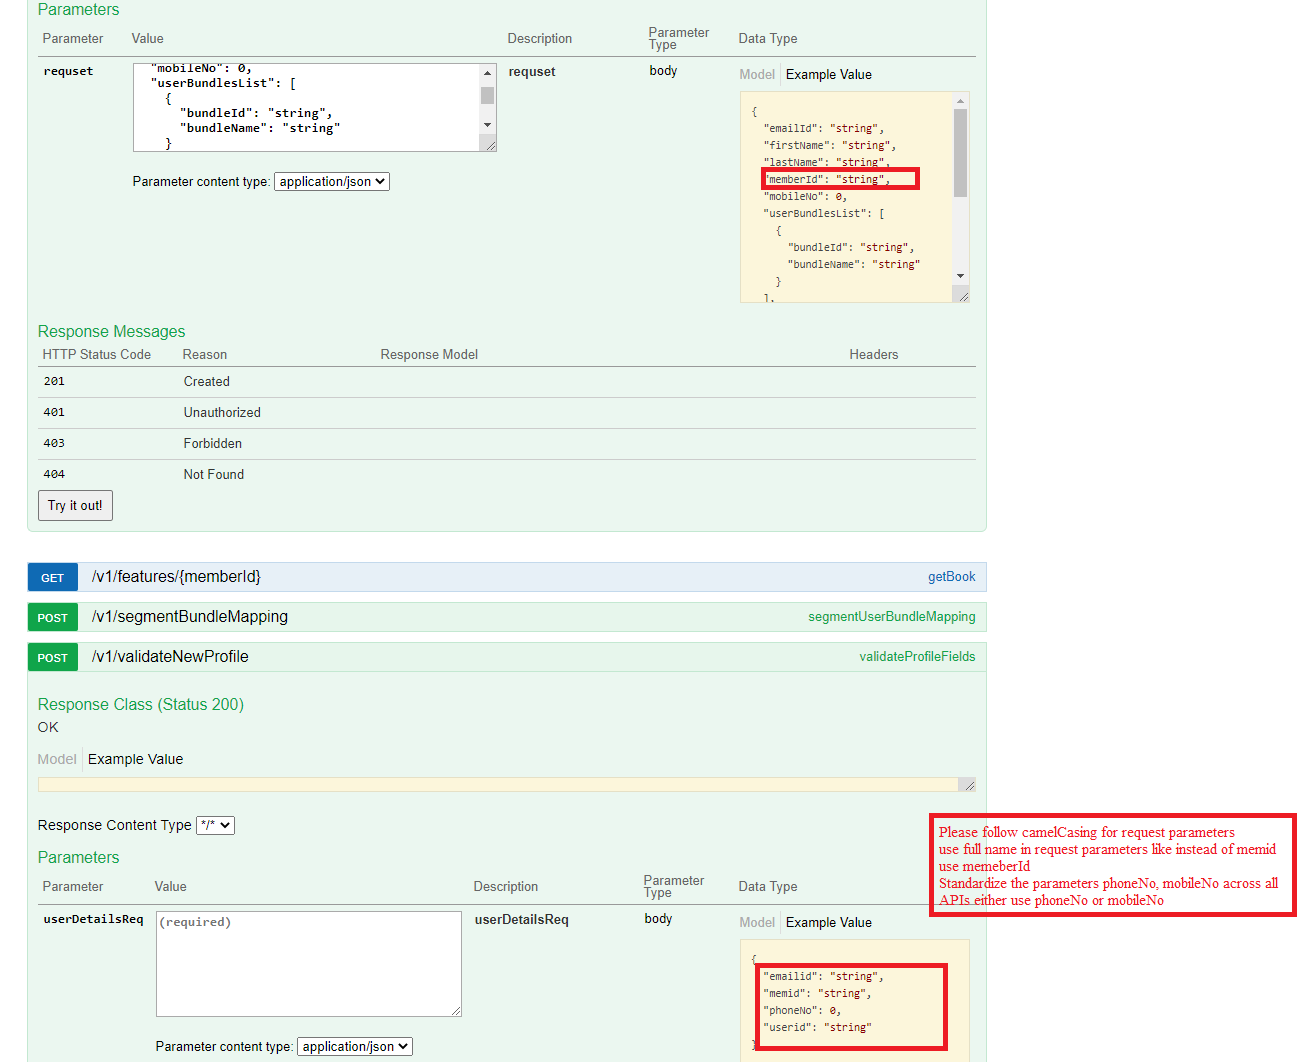 Parameters
Parameter Value Description Parameter Type Data Type
requset
"mobileNo": 0,
"userBundlesList": [
{
"bundleId": "string",
"bundleName": "string"
}
Parameter content type: application/json
requset
body
Model Example Value
{
"emailId": "string",
"firstName": "string",
"lastName": "string",
"memberId": "string",
"mobileNo": 0,
"userBundlesList": [
{
"bundleId": "string",
"bundleName": "string"
}
],
Response Messages
HTTP Status Code Reason Response Model Headers
201 Created
401 Unauthorized
403 Forbidden
404 Not Found
Try it out!
GET /v1/features/{memberId} getBook
POST /v1/segmentBundleMapping segmentUserBundleMapping
POST /v1/validateNewProfile validateProfileFields
Response Class (Status 200)
OK
Model Example Value
Response Content Type */*
Please follow camelCasing for request parameters
use full name in request parameters like instead of memid
use memeberId
Standardize the parameters phoneNo, mobileNo across all
APIs either use phoneNo or mobileNo
Parameters
Parameter Value Description Parameter Type Data Type
userDetailsReq
(required)
Parameter content type: application/json
userDetailsReq
body
Model Example Value
{
"emailid": "string",
"memid": "string",
"phoneNo": 0,
"userid": "string"
}